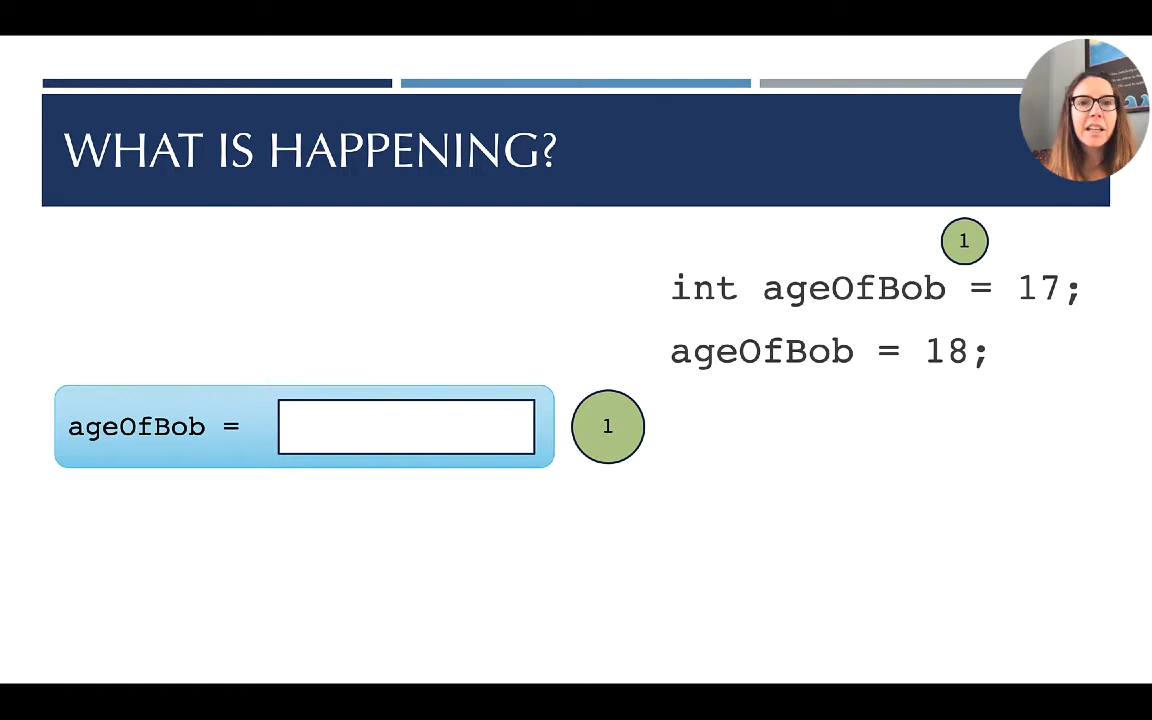 WHAT IS HAPPENING?
1
int ageOfBob = 17;
ageOfBob = 18;
ageOfBob =
1